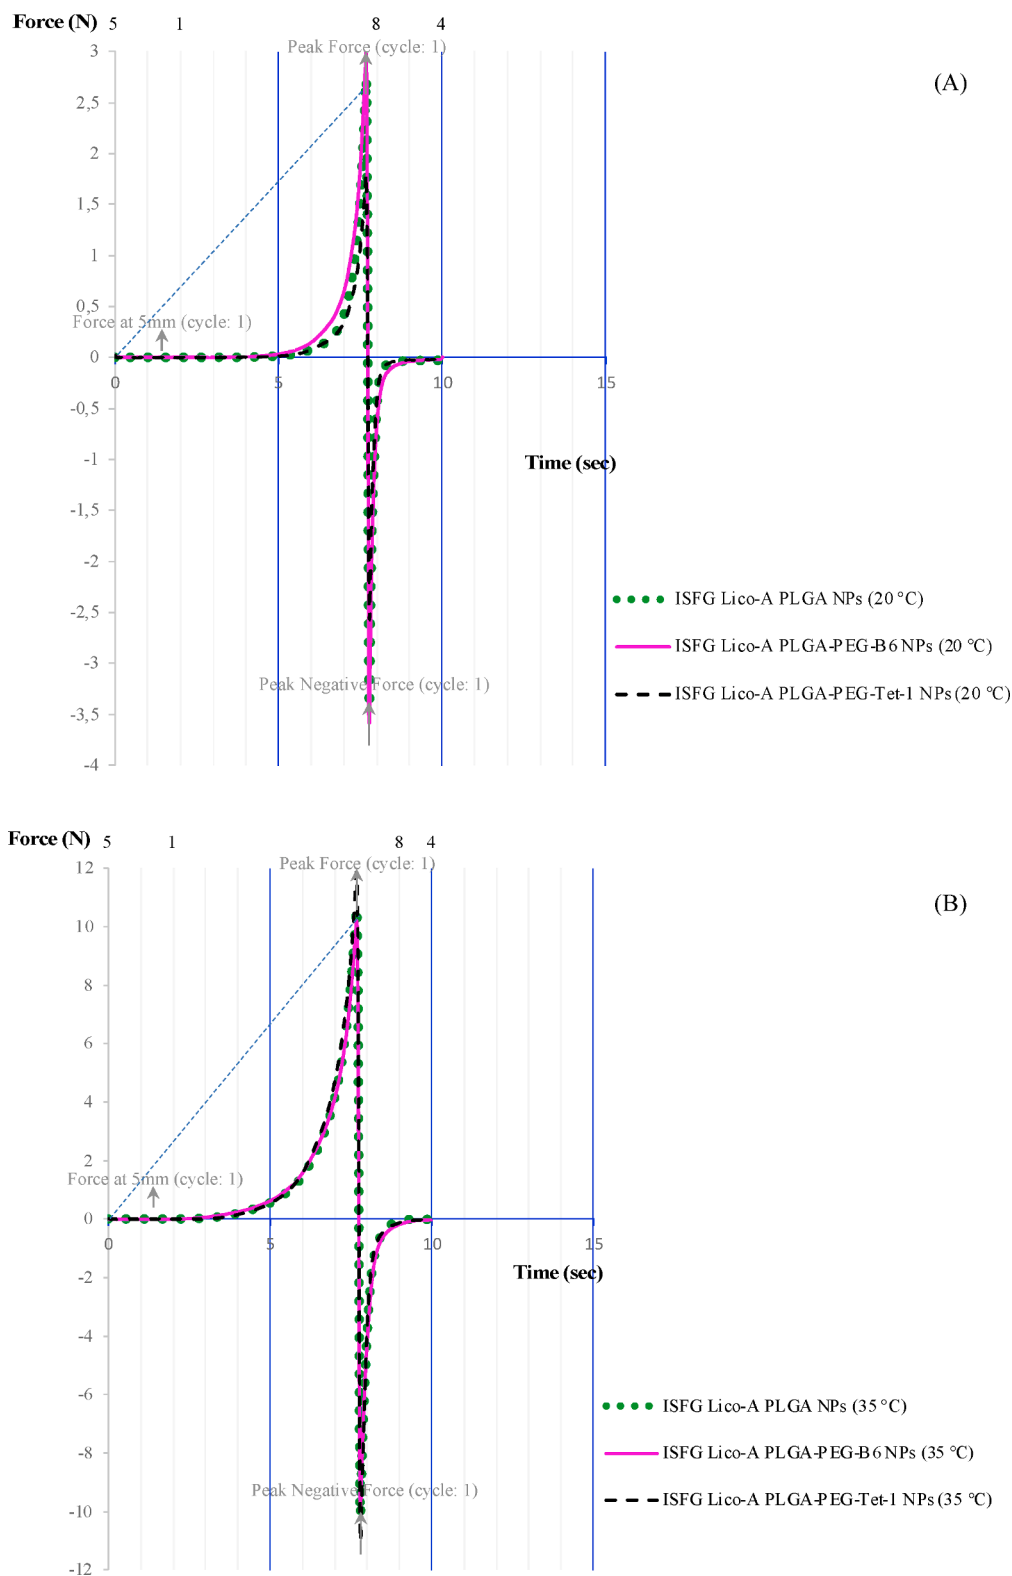 Force (N) 5 1 8 4
Peak Force (cycle: 1)
3
(A)
2,5
2
1,5
1
0,5
Force at 5mm (cycle: 1)
0
0 5 10 15
-0,5
-1
Time (sec)
-1,5
-2
ISFG Lico-A PLGA NPs (20 °C)
-2,5
ISFG Lico-A PLGA-PEG-B6 NPs (20 °C)
-3
Peak Negative Force (cycle: 1)
ISFG Lico-A PLGA-PEG-Tet-1 NPs (20 °C)
-3,5
-4
Force (N) 5 1 8 4
Peak Force (cycle: 1)
12
(B)
10
8
6
4
2
Force at 5mm (cycle: 1)
0
0 5 10 15
Time (sec)
-2
-4
-6
ISFG Lico-A PLGA NPs (35 °C)
-8
ISFG Lico-A PLGA-PEG-B6 NPs (35 °C)
Peak Negative Force (cycle: 1)
ISFG Lico-A PLGA-PEG-Tet-1 NPs (35 °C)
-10
-12